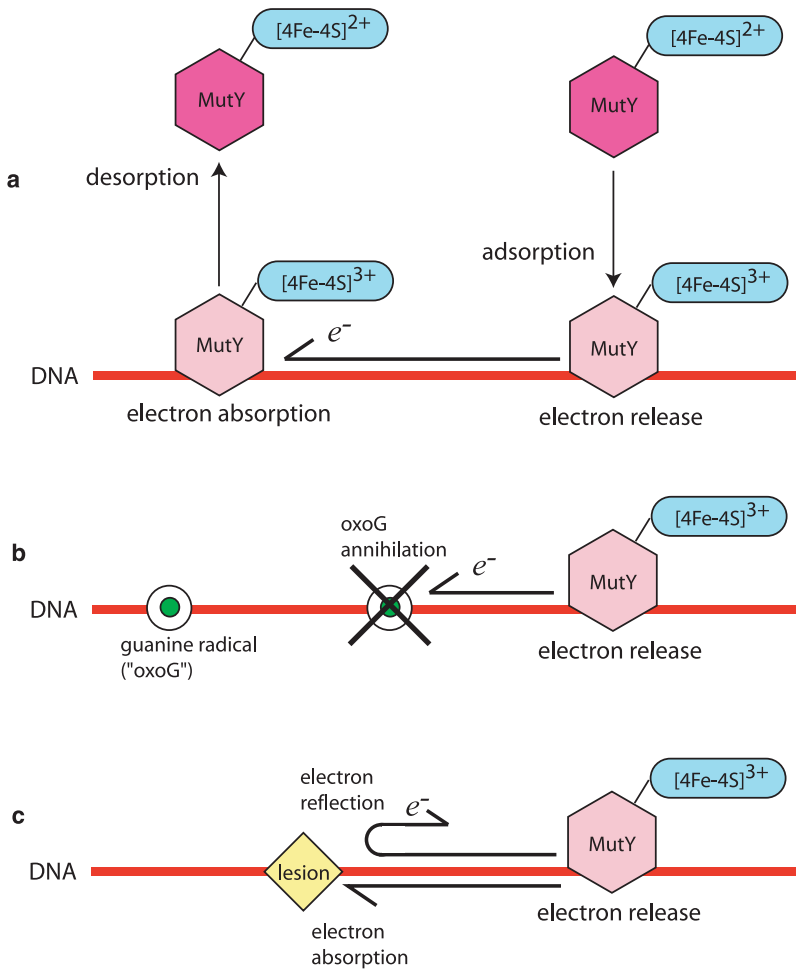 [4Fe-4S]2+
[4Fe-4S]2+
MutY
MutY
desorption
a
adsorption
[4Fe-4S]3+
[4Fe-4S]3+
e-
MutY
MutY
DNA
electron absorption
electron release
[4Fe-4S]3+
oxoG
annihilation
b
e-
MutY
DNA
guanine radical
("oxoG")
electron release
[4Fe-4S]3+
electron
reflection
e-
c
MutY
DNA
lesion
electron release
electron
absorption